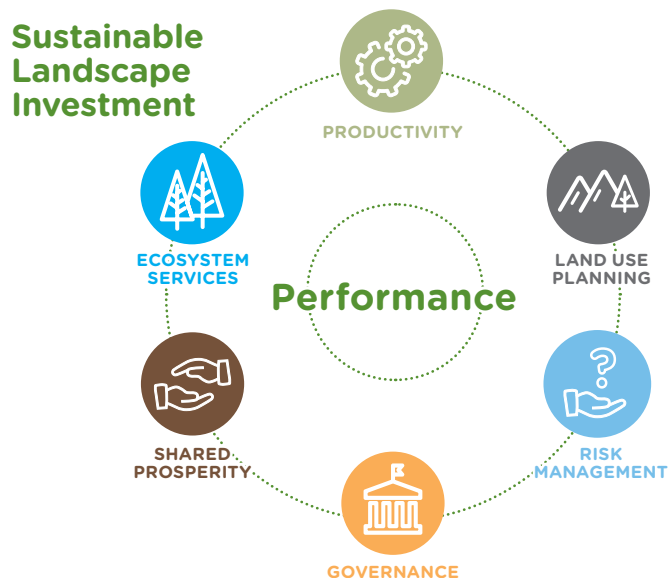 Sustainable
Landscape
Investment
PRODUCTIVITY
ECOSYSTEM
SERVICES
LAND USE
PLANNING
Performance
?
SHARED
PROSPERITY
RISK
MANAGEMENT
GOVERNANCE